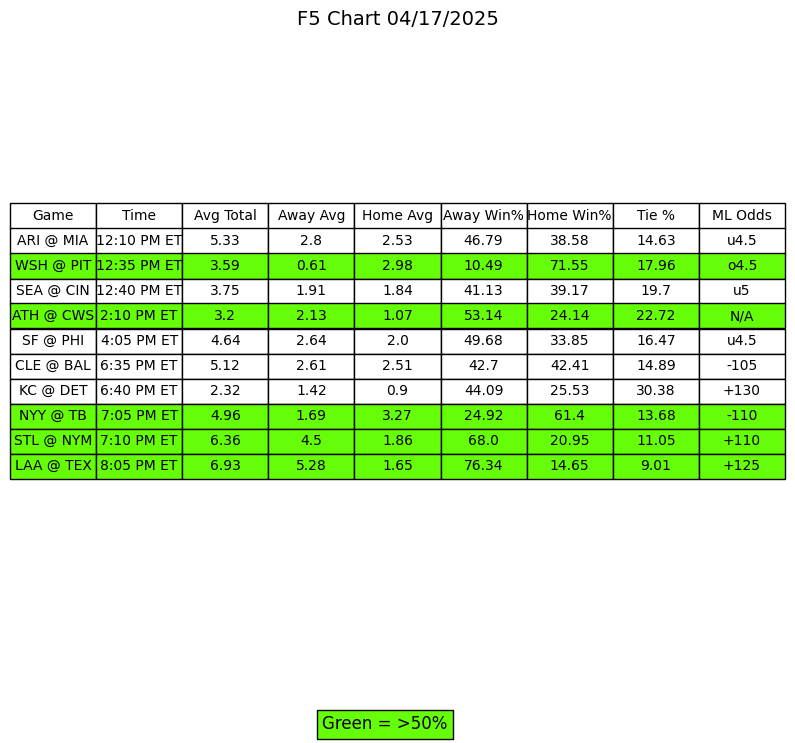 F5 Chart 04/17/2025
Game Time Avg Total Away Avg Home Avg Away Win% Home Win% Tie % ML Odds
ARI @ MIA 12:10 PM ET 5.33 2.8 2.53 46.79 38.58 14.63 u4.5
WSH @ PIT 12:35 PM ET 3.59 0.61 2.98 10.49 71.55 17.96 o4.5
SEA @ CIN 12:40 PM ET 3.75 1.91 1.84 41.13 39.17 19.7 u5
ATH @ CWS 2:10 PM ET 3.2 2.13 1.07 53.14 24.14 22.72 N/A
SF @ PHI 4:05 PM ET 4.64 2.64 2.0 49.68 33.85 16.47 u4.5
CLE @ BAL 6:35 PM ET 5.12 2.61 2.51 42.7 42.41 14.89 -105
KC @ DET 6:40 PM ET 2.32 1.42 0.9 44.09 25.53 30.38 +130
NYY @ TB 7:05 PM ET 4.96 1.69 3.27 24.92 61.4 13.68 -110
STL @ NYM 7:10 PM ET 6.36 4.5 1.86 68.0 20.95 11.05 +110
LAA @ TEX 8:05 PM ET 6.93 5.28 1.65 76.34 14.65 9.01 +125
Green = >50%